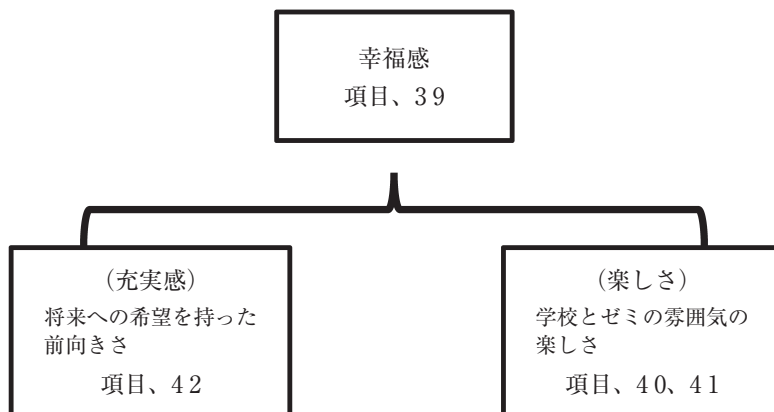 幸福感
項目、39
(充実感)
将来への希望を持った
前向きさ
項目、42
(楽しさ)
学校とゼミの雰囲気の
楽しさ
項目、40、41